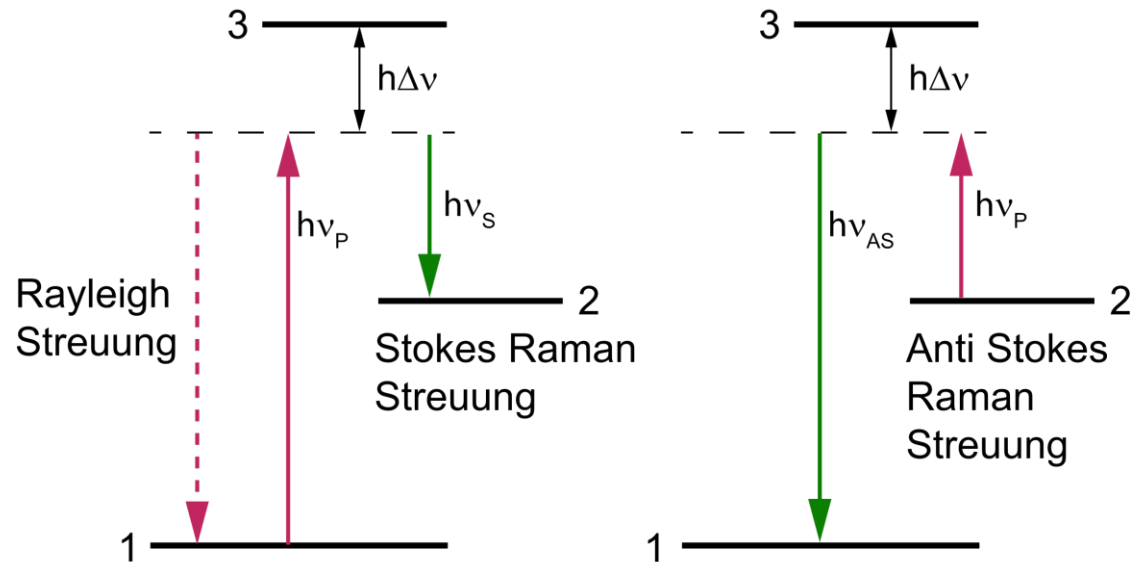 3
hΔν
hν_P
hν_S
Rayleigh
Streuung
2
Stokes Raman
Streuung
1
3
hΔν
hν_AS
hν_P
2
Anti Stokes
Raman
Streuung
1